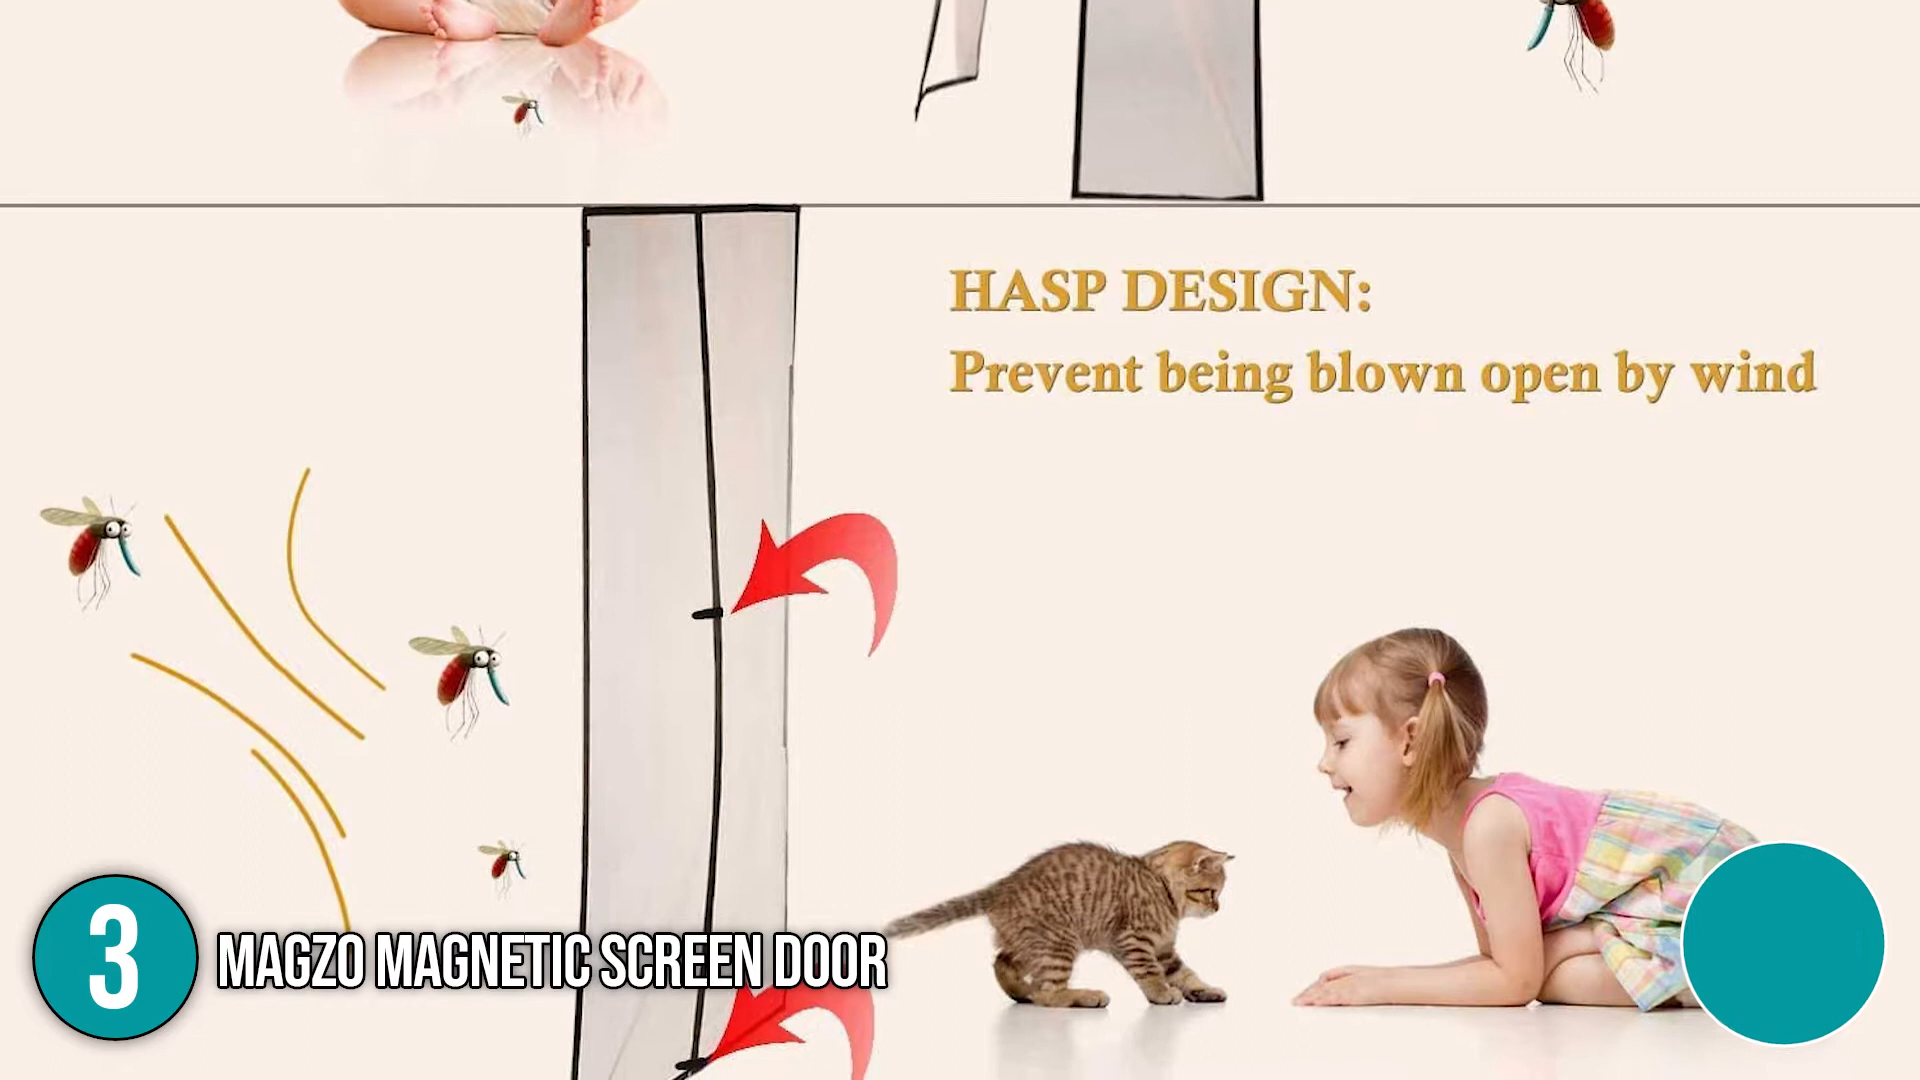 HASP DESIGN:
Prevent being blown open by wind
3
MAGZO MAGNETIC SCREEN DOOR